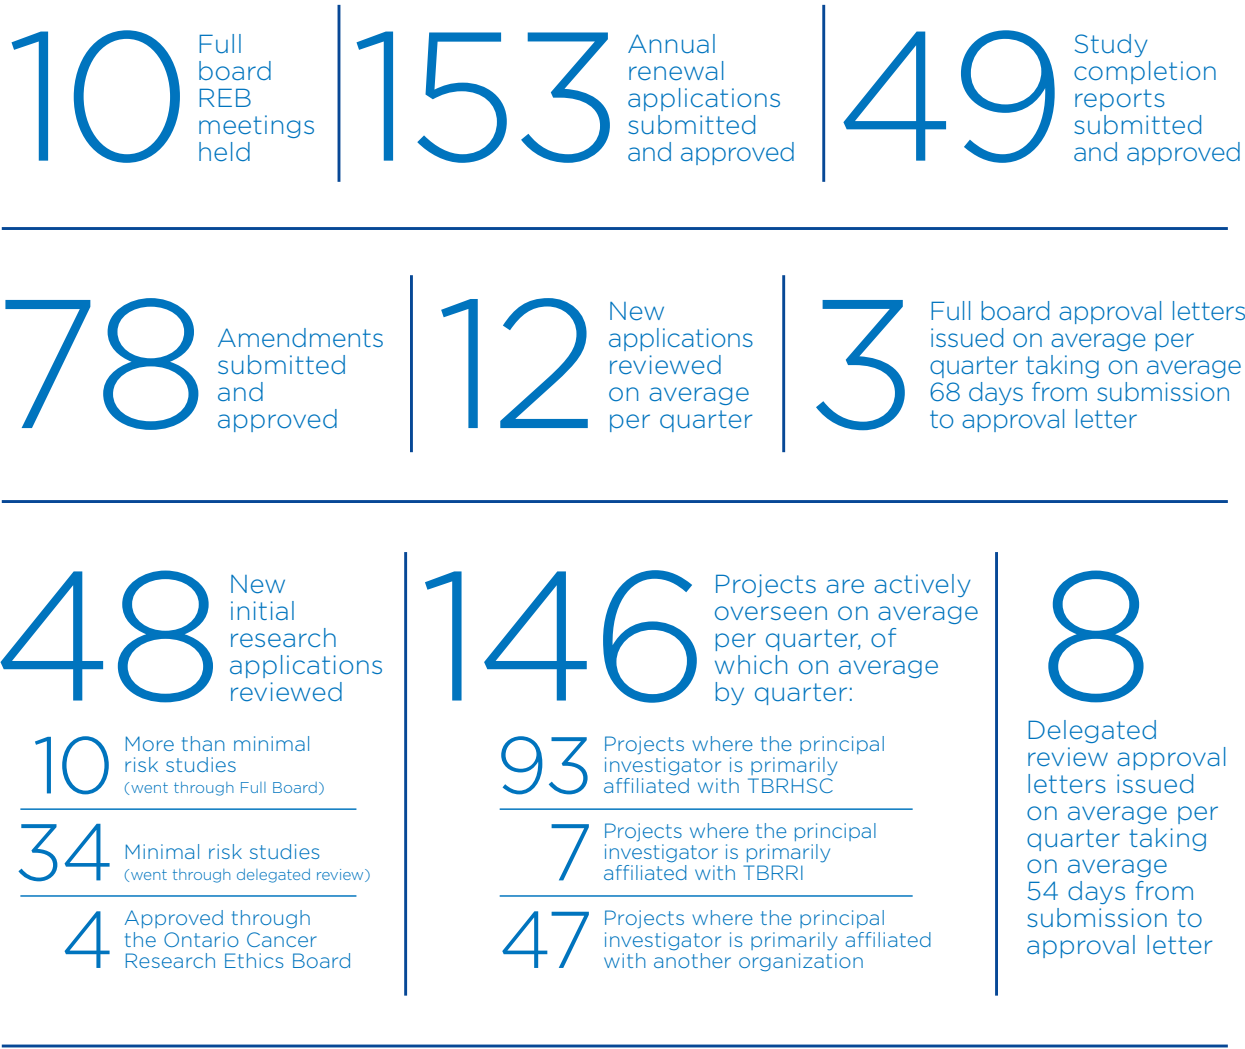 10
Full
board
REB
meetings
held
153
Annual
renewal
applications
submitted
and approved
49
Study
completion
reports
submitted
and approved
78
Amendments
submitted
and
approved
12
New
applications
reviewed
on average
per quarter
3
Full board approval letters
issued on average per
quarter taking on average
68 days from submission
to approval letter
48
New
initial
research
applications
reviewed
10
More than minimal
risk studies
(went through Full Board)
34
Minimal risk studies
(went through delegated review)
4
Approved through
the Ontario Cancer
Research Ethics Board
146
Projects are actively
overseen on average
per quarter, of
which on average
by quarter:
93
Projects where the principal
investigator is primarily
affiliated with TBRHSC
7
Projects where the principal
investigator is primarily
affiliated with TBRRI
47
Projects where the principal
investigator is primarily affiliated
with another organization
8
Delegated
review approval
letters issued
on average per
quarter taking
on average
54 days from
submission to
approval letter